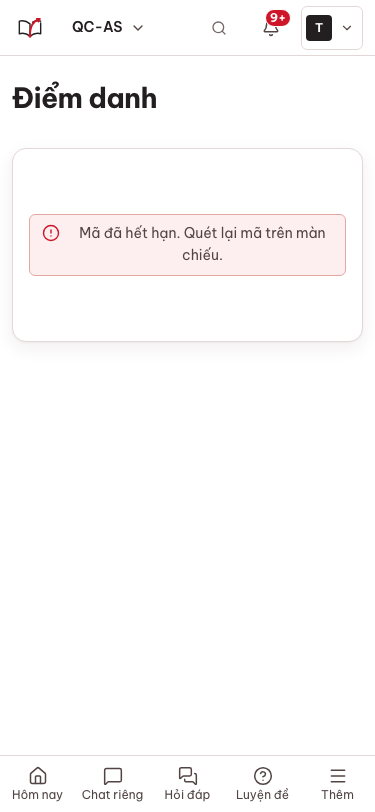 QC-AS
9+
T
Điểm danh
Mã đã hết hạn. Quét lại mã trên màn
chiếu.
Hôm nay
Chat riêng
Hỏi đáp
Luyện đề
Thêm